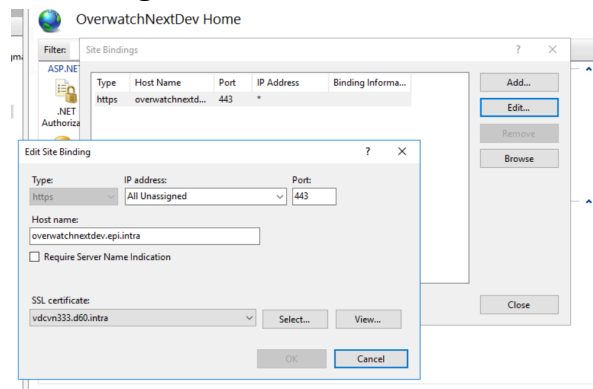 OverwatchNextDev Home
Filter:
Site Bindings
? X
ASP.NET
Type Host Name Port IP Address Binding Informa...
https overwatchnextd... 443 *
Add...
Edit...
Remove
Browse
.NET
Authoriza
Edit Site Binding
? X
Type: IP address: Port:
https All Unassigned 443
Host name:
overwatchnextdev.epi.intra
Require Server Name Indication
SSL certificate:
vdcvn333.d60.intra Select... View...
OK Cancel
Close